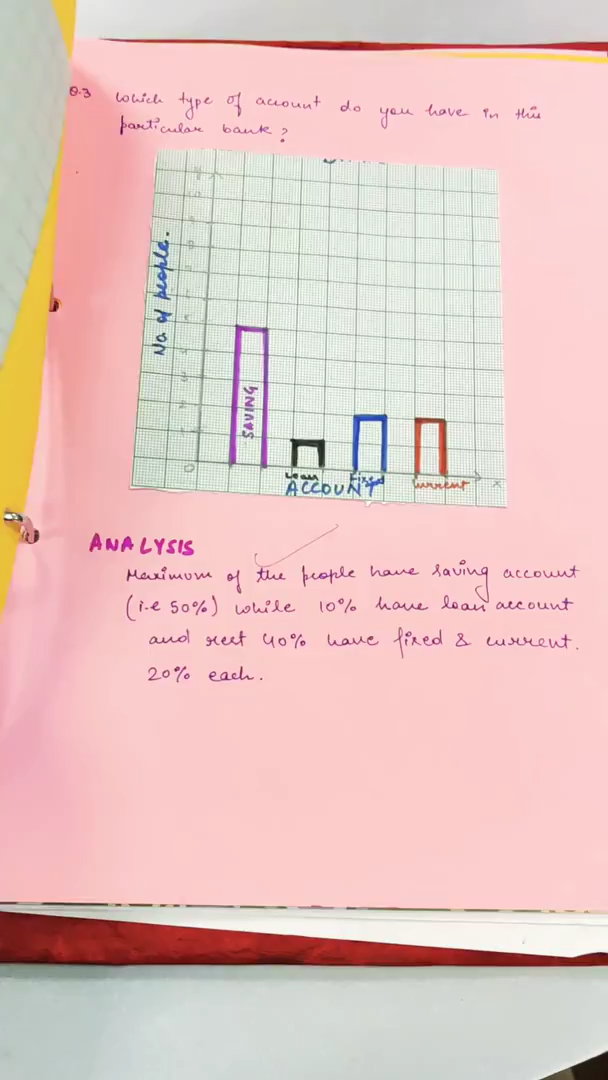 Q.3 Which type of account do you have in this
particular bank?
No. of people.
SAVING
Loan
Fixed
Current
ACCOUNT
O
X
ANALYSIS
Maximum of the people have saving account
(i.e 50%) while 10% have loan account
and rest 40% have fixed & current.
20% each.